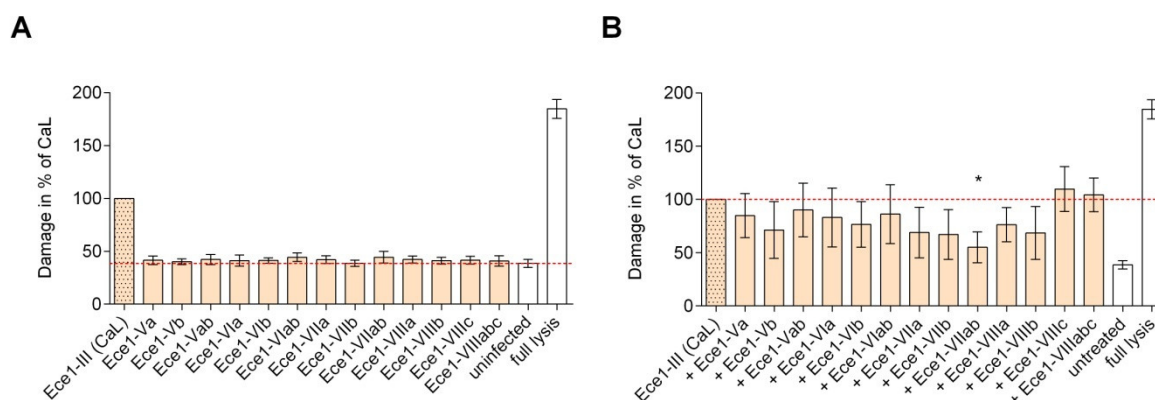 A
Damage in % of CaL
200
150
100
50
0
Ece1-III (CaL)
Ece1-Va
Ece1-Vb
Ece1-Vab
Ece1-VIa
Ece1-VIb
Ece1-VIab
Ece1-VIIa
Ece1-VIIb
Ece1-VIIab
Ece1-VIIIa
Ece1-VIIIb
Ece1-VIIIc
Ece1-VIIIabc
uninfected
full lysis
B
Damage in % of CaL
200
150
100
50
0
*
Ece1-III (CaL)
+ Ece1-Va
+ Ece1-Vb
+ Ece1-Vab
+ Ece1-VIa
+ Ece1-VIb
+ Ece1-VIab
+ Ece1-VIIa
+ Ece1-VIIb
+ Ece1-VIIab
+ Ece1-VIIIa
+ Ece1-VIIIb
+ Ece1-VIIIc
+ Ece1-VIIIabc
untreated
full lysis